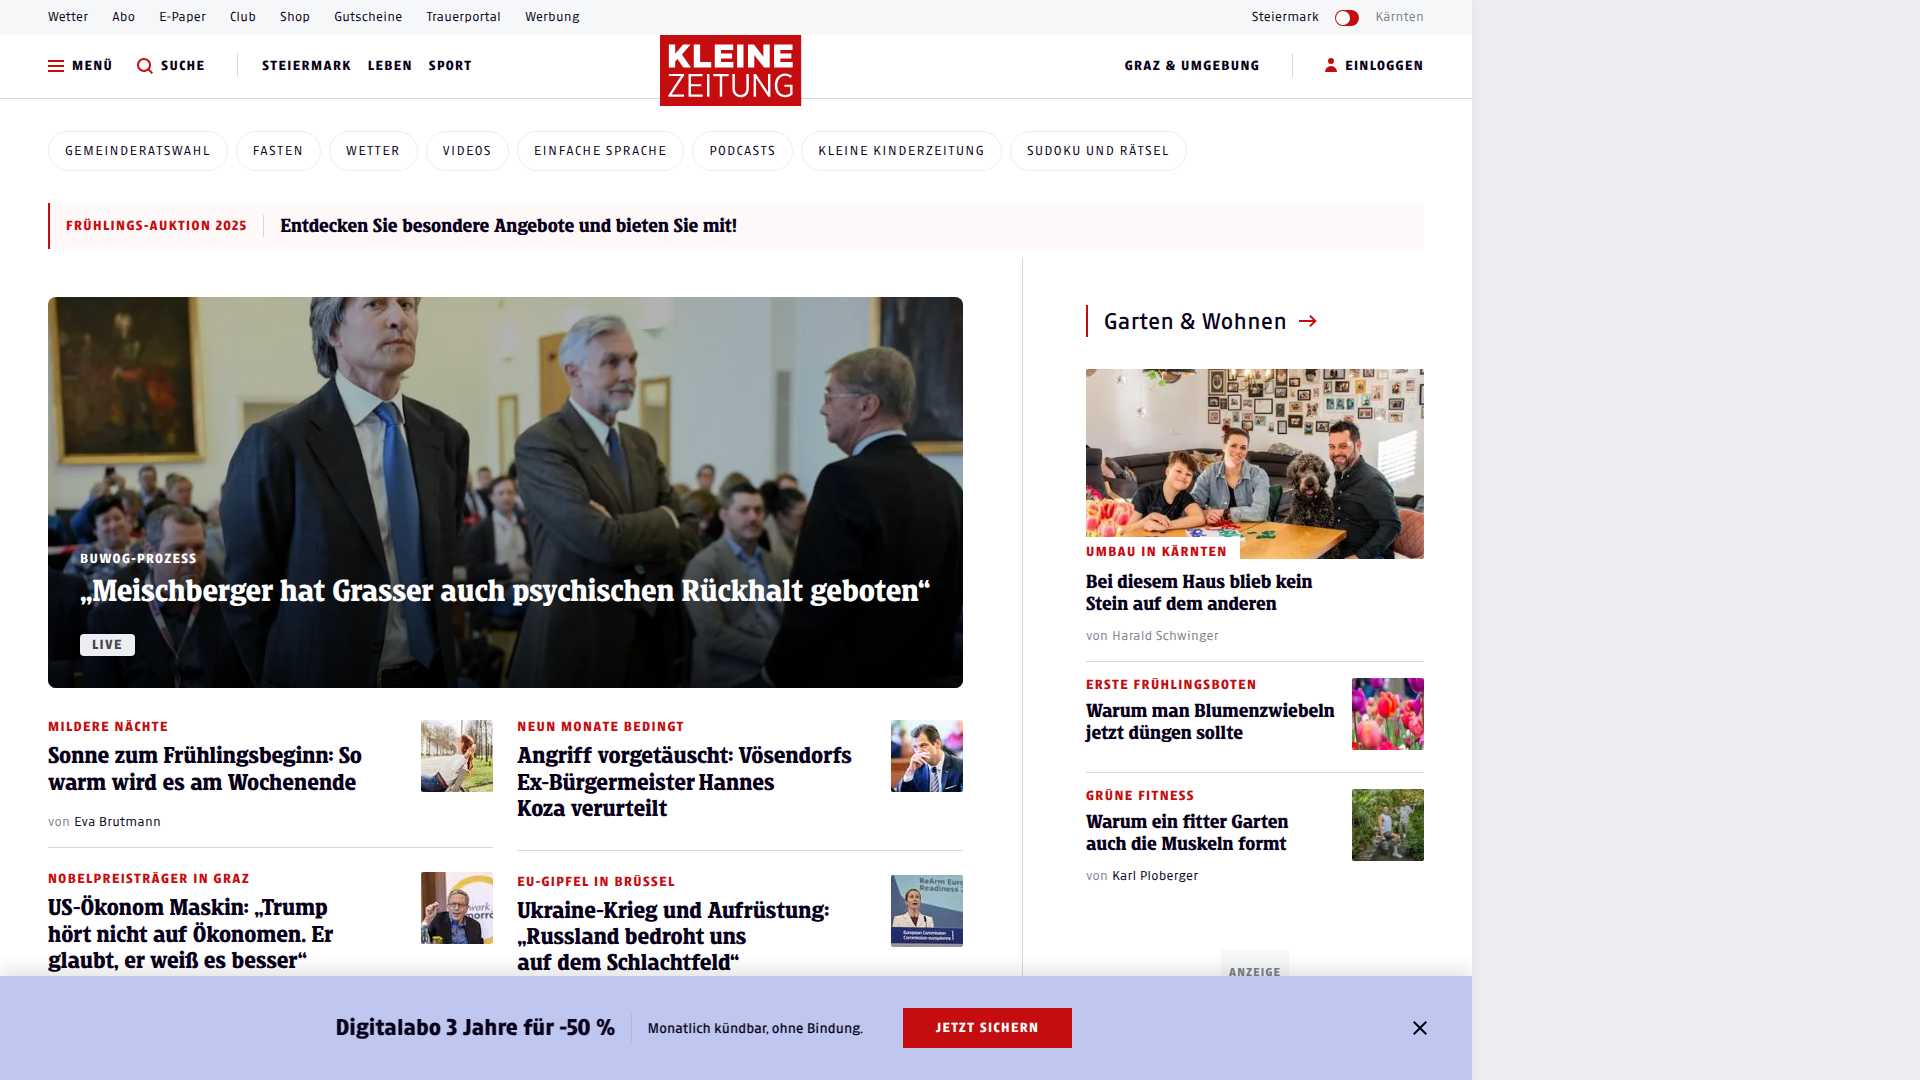 Wetter Abo E-Paper Club Shop Gutscheine Trauerportal Werbung Steiermark Kärnten
MENÜ SUCHE STEIERMARK LEBEN SPORT KLEINE ZEITUNG GRAZ & UMGEBUNG EINLOGGEN
GEMEINDERATSWAHL FASTEN WETTER VIDEOS EINFACHE SPRACHE PODCASTS KLEINE KINDERZEITUNG SUDOKU UND RÄTSEL
FRÜHLINGS-AUKTION 2025 Entdecken Sie besondere Angebote und bieten Sie mit!
BUWOG-PROZESS
„Meischberger hat Grasser auch psychischen Rückhalt geboten“
LIVE
MILDERE NÄCHTE
Sonne zum Frühlingsbeginn: So
warm wird es am Wochenende
von Eva Brutmann
NEUN MONATE BEDINGT
Angriff vorgetäuscht: Vösendorfs
Ex-Bürgermeister Hannes
Koza verurteilt
NOBELPREISTRÄGER IN GRAZ
US-Ökonom Maskin: „Trump
hört nicht auf Ökonomen. Er
glaubt, er weiß es besser“
EU-GIPFEL IN BRÜSSEL
Ukraine-Krieg und Aufrüstung:
„Russland bedroht uns
auf dem Schlachtfeld“
ReArm Euro
Readiness
European Commission
Commission européenne
Garten & Wohnen
UMBAU IN KÄRNTEN
Bei diesem Haus blieb kein
Stein auf dem anderen
von Harald Schwinger
ERSTE FRÜHLINGSBOTEN
Warum man Blumenzwiebeln
jetzt düngen sollte
GRÜNE FITNESS
Warum ein fitter Garten
auch die Muskeln formt
von Karl Ploberger
ANZEIGE
Digitalabo 3 Jahre für -50 % Monatlich kündbar, ohne Bindung. JETZT SICHERN